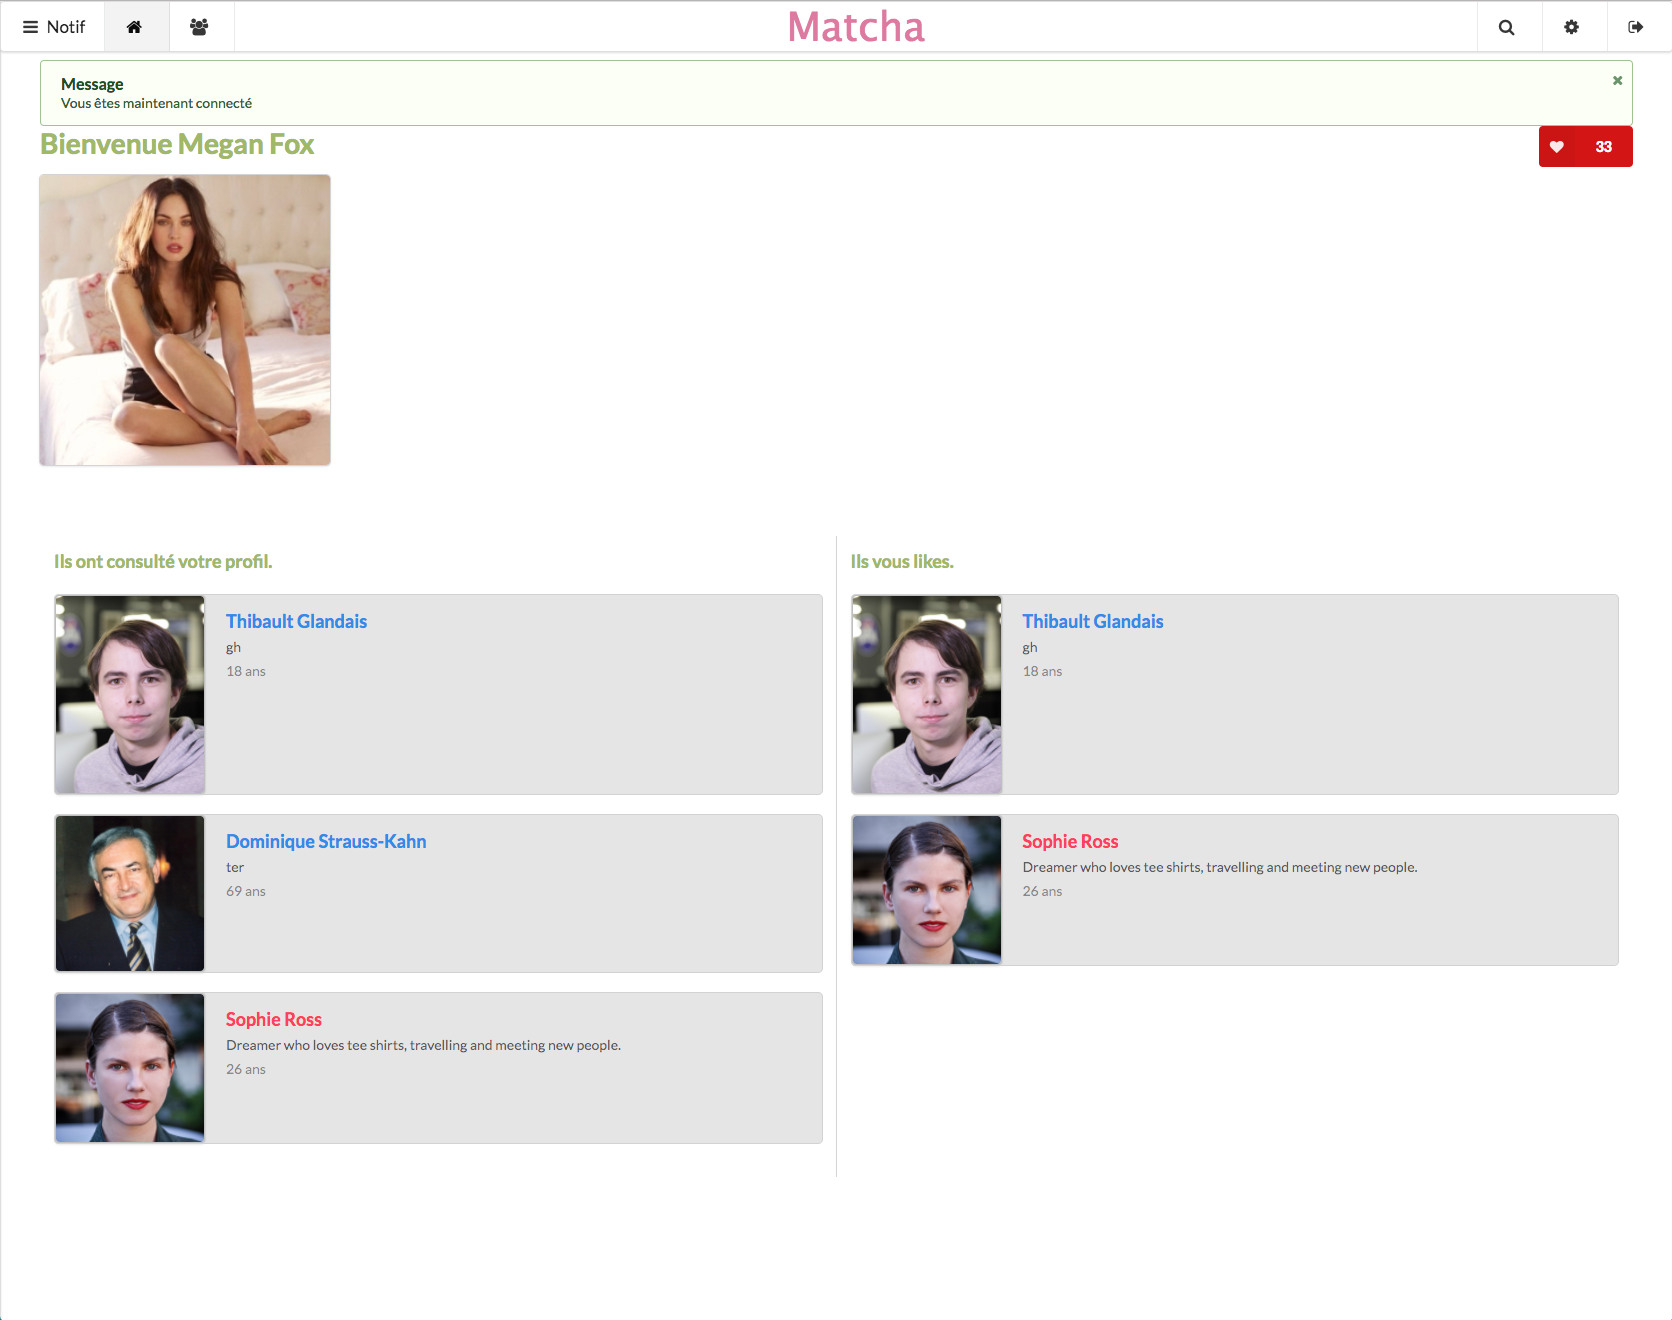 Notif
Matcha
Message
Vous êtes maintenant connecté
Bienvenue Megan Fox
33
Ils ont consulté votre profil.
Thibault Glandais
gh
18 ans
Dominique Strauss-Kahn
ter
69 ans
Sophie Ross
Dreamer who loves tee shirts, travelling and meeting new people.
26 ans
Ils vous likes.
Thibault Glandais
gh
18 ans
Sophie Ross
Dreamer who loves tee shirts, travelling and meeting new people.
26 ans